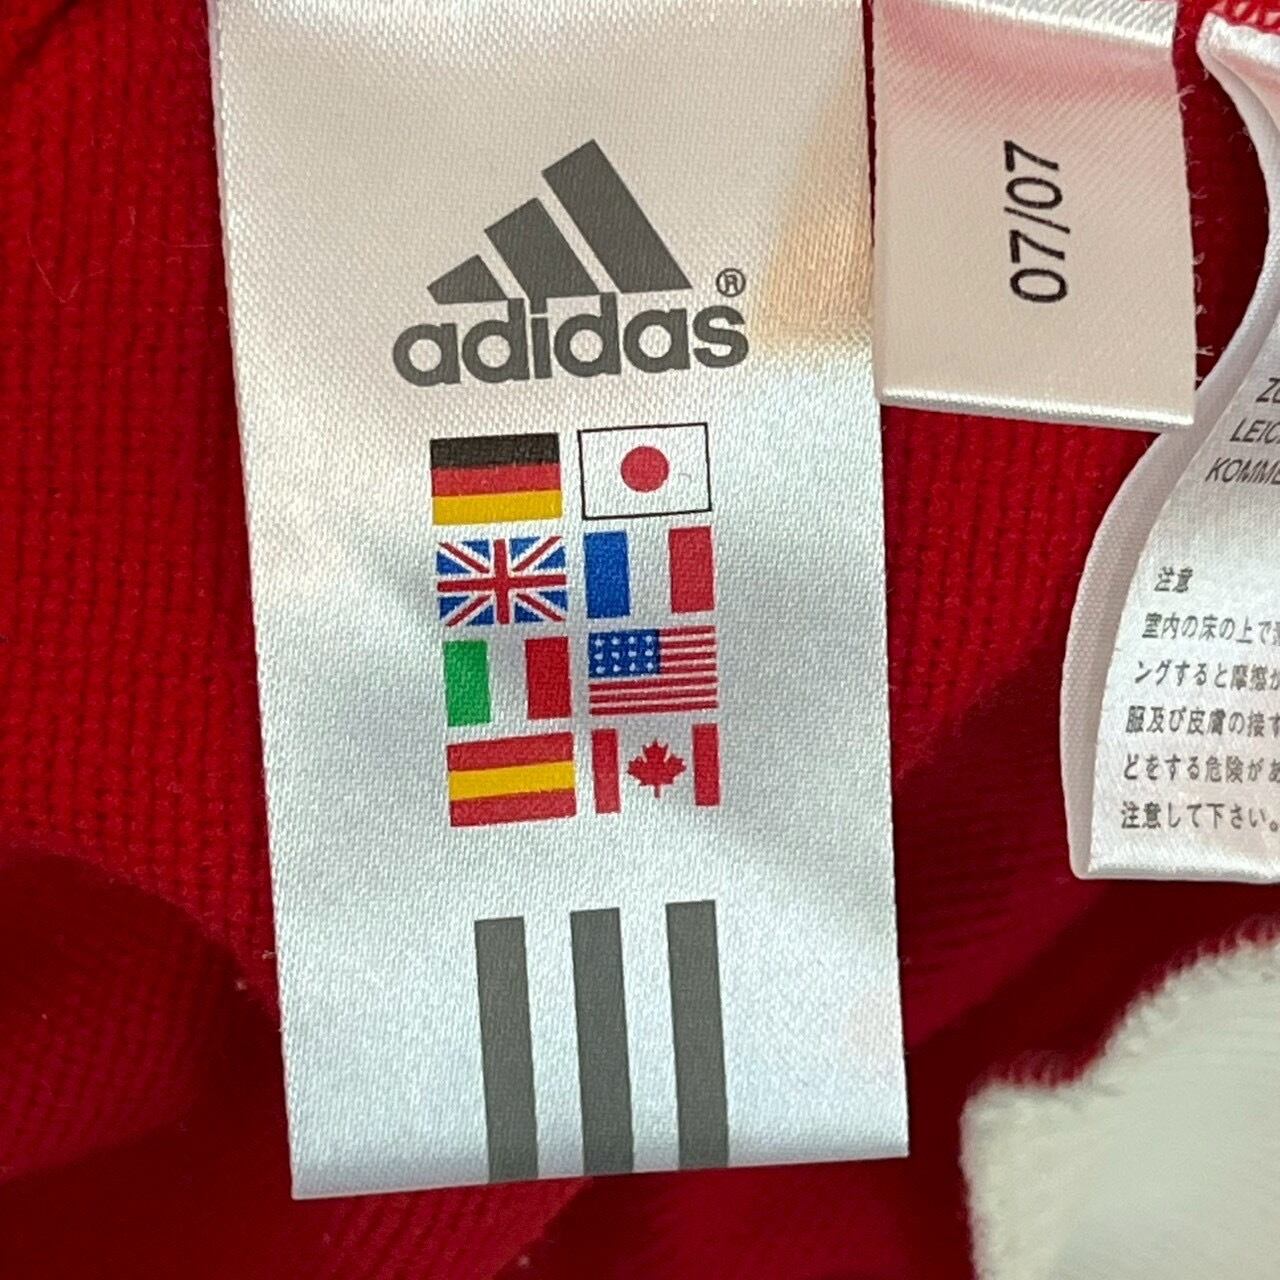 adidas®
07/07
LEIC
KOMME
注意
室内の床の上で
ングすると摩擦
服及び皮膚の接
どをする危険が
注意して下さい。